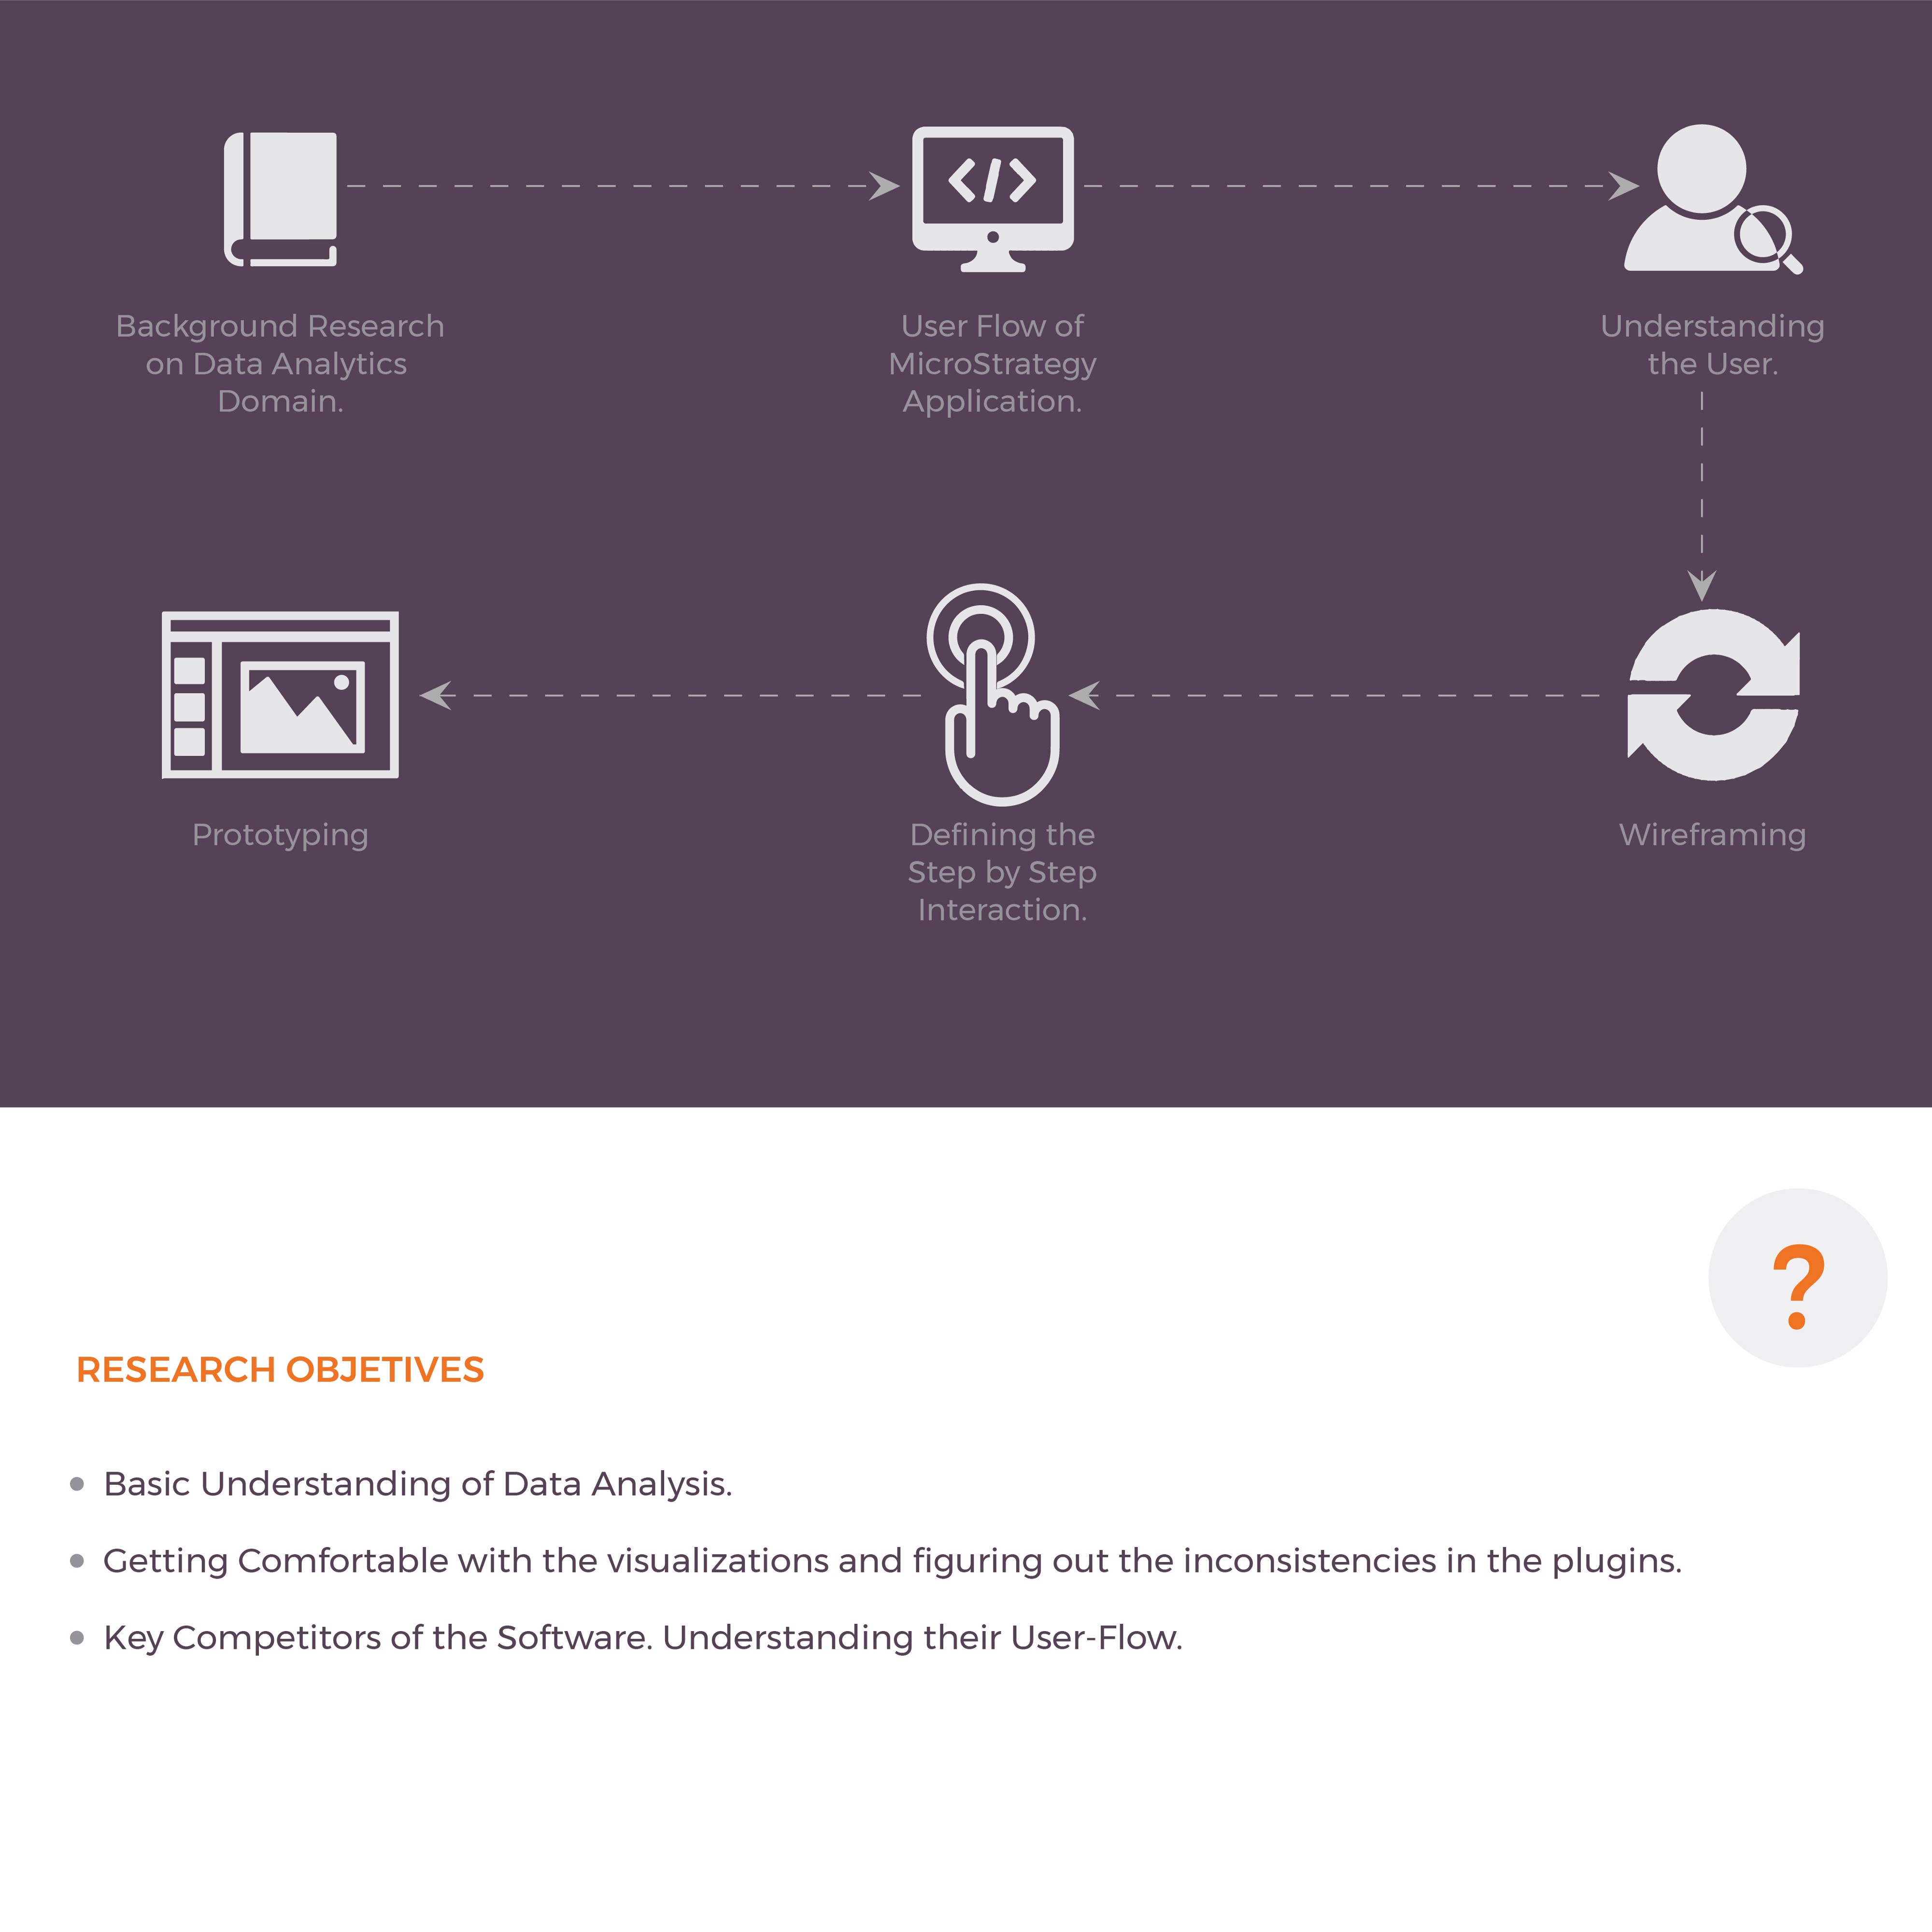 Background Research
on Data Analytics
Domain.
User Flow of
MicroStrategy
Application.
Understanding
the User.
Prototyping
Defining the
Step by Step
Interaction.
Wireframing
?
RESEARCH OBJETIVES
Basic Understanding of Data Analysis.
Getting Comfortable with the visualizations and figuring out the inconsistencies in the plugins.
Key Competitors of the Software. Understanding their User-Flow.